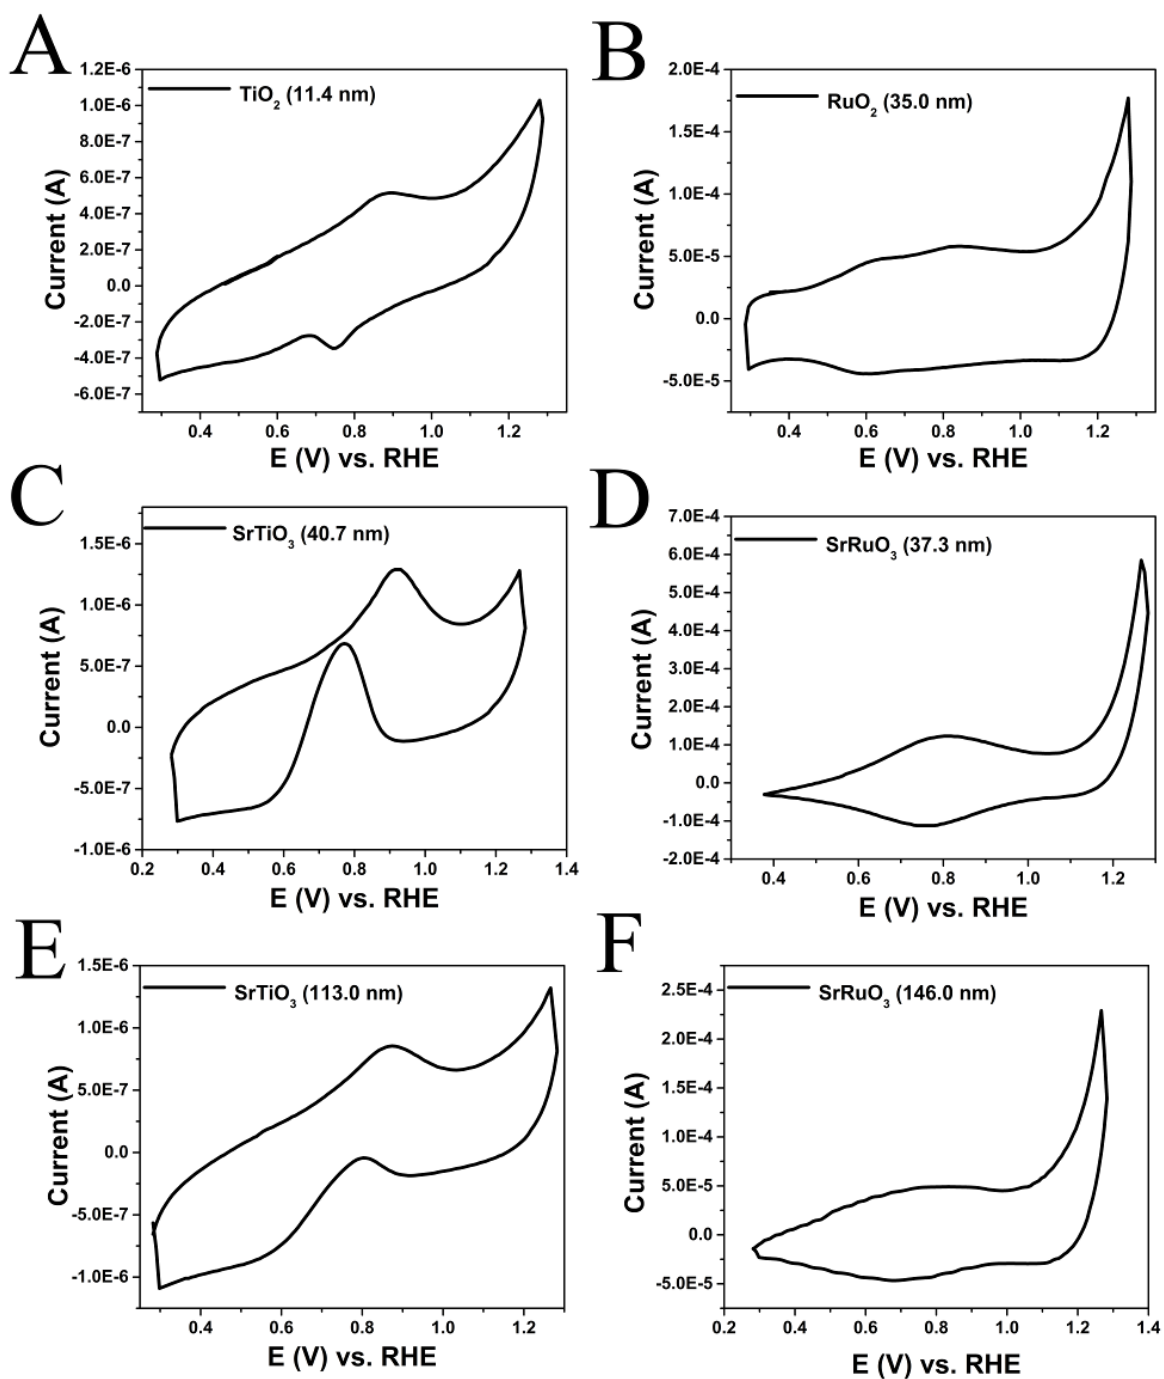 A
TiO2 (11.4 nm)
1.2E-6
1.0E-6
8.0E-7
6.0E-7
4.0E-7
2.0E-7
0.0
-2.0E-7
-4.0E-7
-6.0E-7
Current (A)
0.4 0.6 0.8 1.0 1.2
E (V) vs. RHE
B
RuO2 (35.0 nm)
2.0E-4
1.5E-4
1.0E-4
5.0E-5
0.0
-5.0E-5
Current (A)
0.4 0.6 0.8 1.0 1.2
E (V) vs. RHE
C
SrTiO3 (40.7 nm)
1.5E-6
1.0E-6
5.0E-7
0.0
-5.0E-7
-1.0E-6
Current (A)
0.2 0.4 0.6 0.8 1.0 1.2 1.4
E (V) vs. RHE
D
SrRuO3 (37.3 nm)
7.0E-4
6.0E-4
5.0E-4
4.0E-4
3.0E-4
2.0E-4
1.0E-4
0.0
-1.0E-4
-2.0E-4
Current (A)
0.4 0.6 0.8 1.0 1.2
E (V) vs. RHE
E
SrTiO3 (113.0 nm)
1.5E-6
1.0E-6
5.0E-7
0.0
-5.0E-7
-1.0E-6
Current (A)
0.4 0.6 0.8 1.0 1.2
E (V) vs. RHE
F
SrRuO3 (146.0 nm)
2.5E-4
2.0E-4
1.5E-4
1.0E-4
5.0E-5
0.0
-5.0E-5
Current (A)
0.2 0.4 0.6 0.8 1.0 1.2 1.4
E (V) vs. RHE